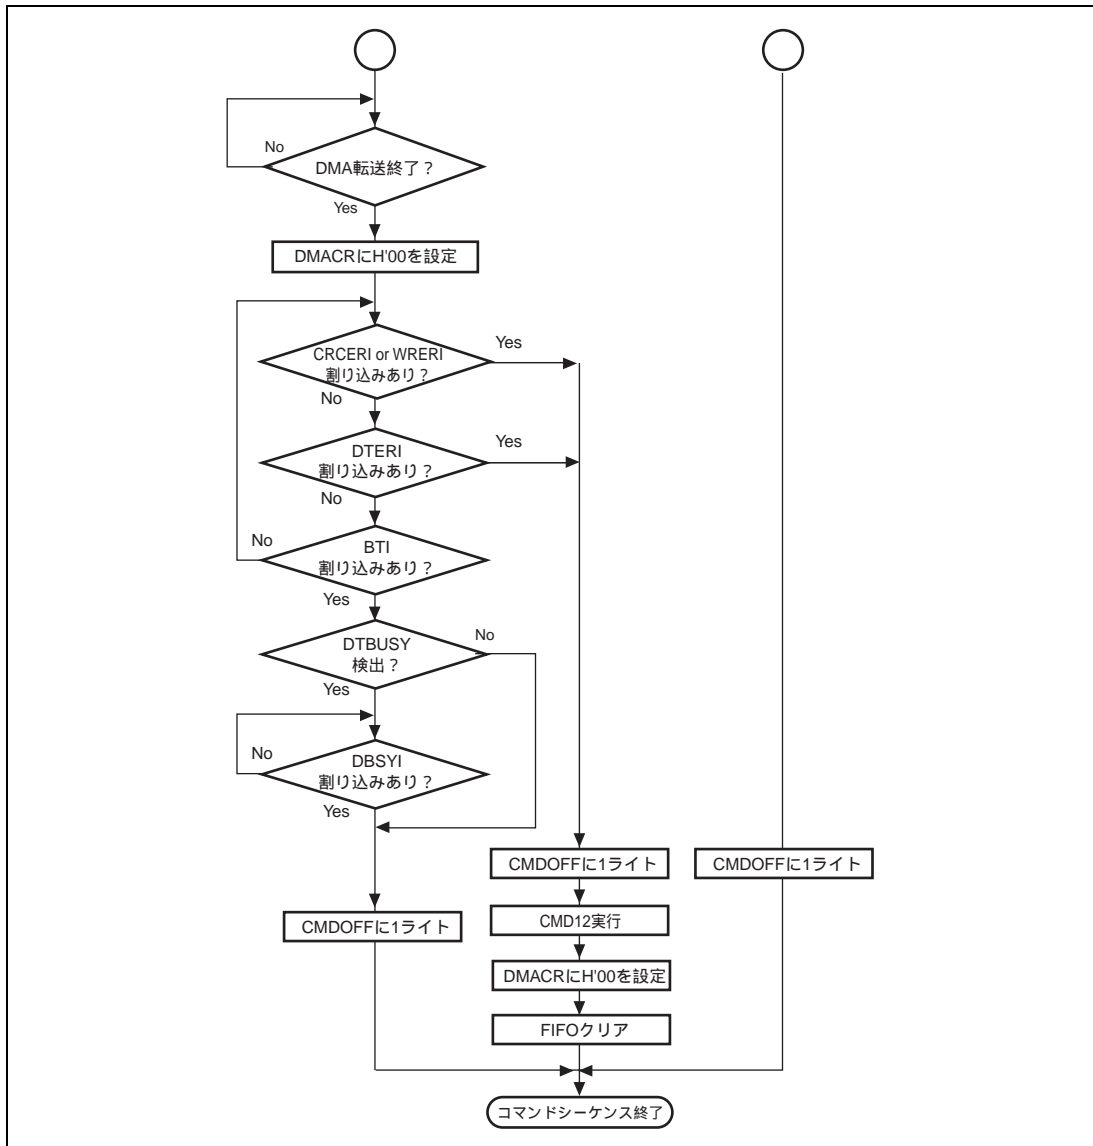 No
DMA転送終了？
Yes
DMACRにH'00を設定
CRCERI or WRERI
割り込みあり？
Yes
No
DTERI
割り込みあり？
Yes
No
No
BTI
割り込みあり？
Yes
DTBUSY
検出？
No
Yes
No
DBSYI
割り込みあり？
Yes
CMDOFFに1ライト
CMDOFFに1ライト
CMDOFFに1ライト
CMD12実行
DMACRにH'00を設定
FIFOクリア
コマンドシーケンス終了